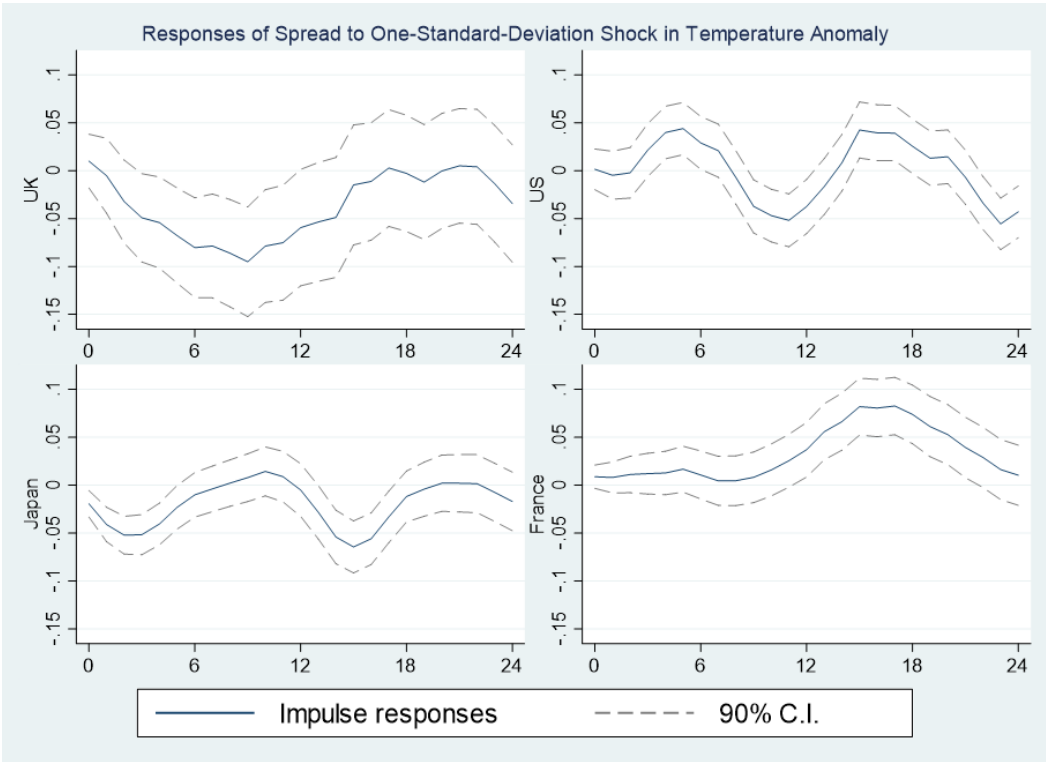 Responses of Spread to One-Standard-Deviation Shock in Temperature Anomaly
UK
.1
.05
0
-.05
-.1
-.15
0 6 12 18 24
US
.1
.05
0
-.05
-.1
-.15
0 6 12 18 24
Japan
.1
.05
0
-.05
-.1
-.15
0 6 12 18 24
France
.1
.05
0
-.05
-.1
-.15
0 6 12 18 24
Impulse responses 90% C.I.